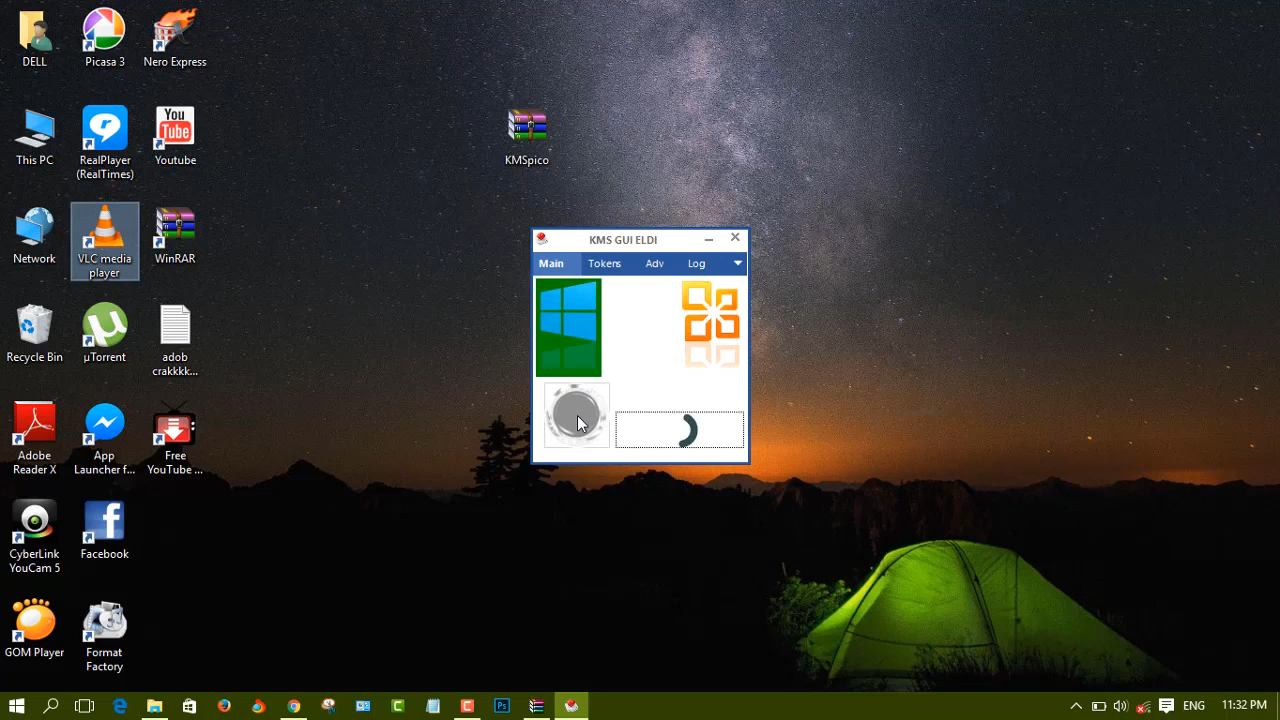 DELL
Picasa 3
Nero Express
This PC
RealPlayer
(RealTimes)
You
Tube
Youtube
Network
VLC media
player
WinRAR
Recycle Bin
µTorrent
adob
crakkkk...
Adobe
Reader X
App
Launcher f...
Free
YouTube ...
CyberLink
YouCam 5
Facebook
GOM Player
Format
Factory
KMSpico
KMS GUI ELDI
Main
Tokens
Adv
Log
ENG
11:32 PM